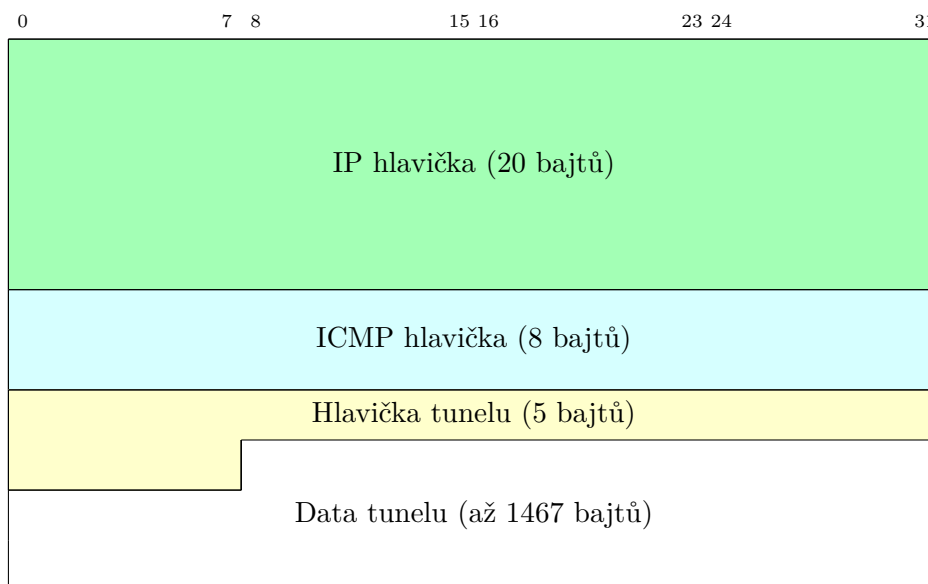 0 7 8 15 16 23 24 31
IP hlavička (20 bajtů)
ICMP hlavička (8 bajtů)
Hlavička tunelu (5 bajtů)
Data tunelu (až 1467 bajtů)